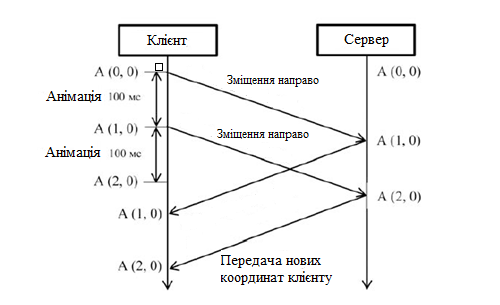 Клієнт
Сервер
A (0, 0)
A (0, 0)
Зміщення направо
Анімація 100 мс
A (1, 0)
Зміщення направо
A (1, 0)
Анімація 100 мс
A (2, 0)
A (2, 0)
A (1, 0)
Передача нових
координат клієнту
A (2, 0)